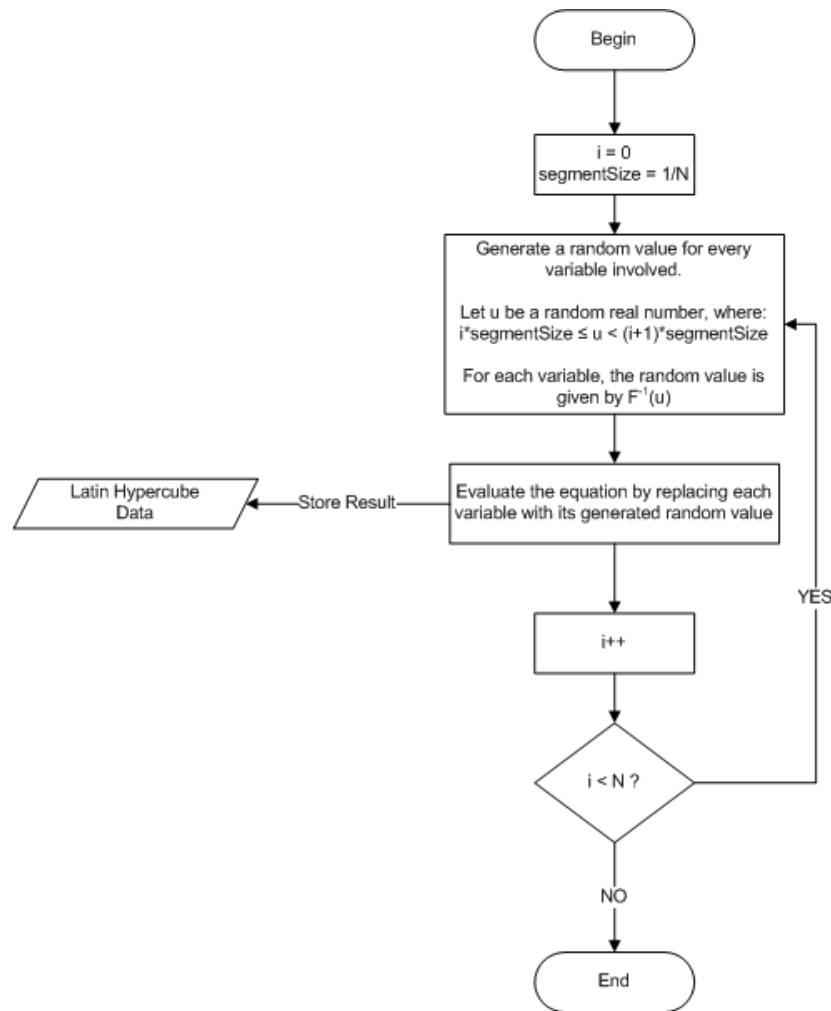 Begin
i = 0
segmentSize = 1/N
Generate a random value for every
variable involved.
Let u be a random real number, where:
i*segmentSize ≤ u < (i+1)*segmentSize
For each variable, the random value is
given by F⁻¹(u)
Evaluate the equation by replacing each
variable with its generated random value
Store Result
Latin Hypercube
Data
i++
i < N ?
YES
NO
End